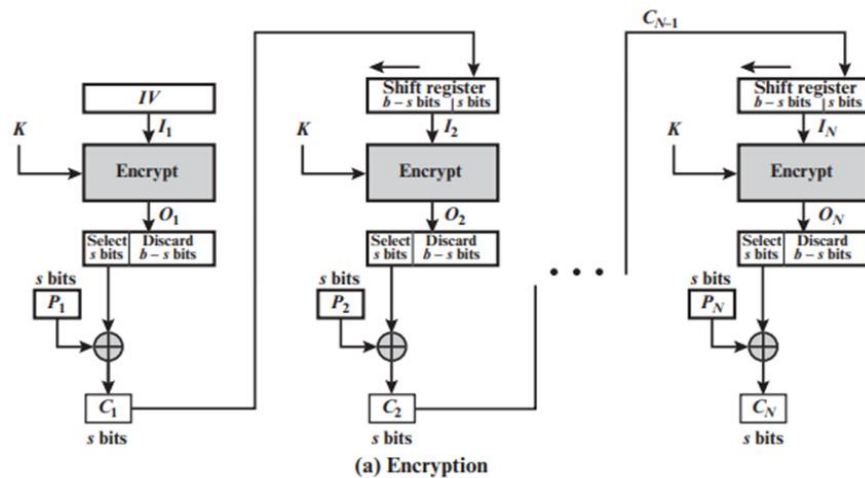 C_{N-1}
IV
Shift register
b – s bits | s bits
Shift register
b – s bits | s bits
K
I_1
K
I_2
K
I_N
Encrypt
Encrypt
Encrypt
O_1
O_2
O_N
Select
s bits
Discard
b – s bits
Select
s bits
Discard
b – s bits
Select
s bits
Discard
b – s bits
s bits
P_1
s bits
P_2
s bits
P_N
C_1
s bits
C_2
s bits
C_N
s bits
(a) Encryption